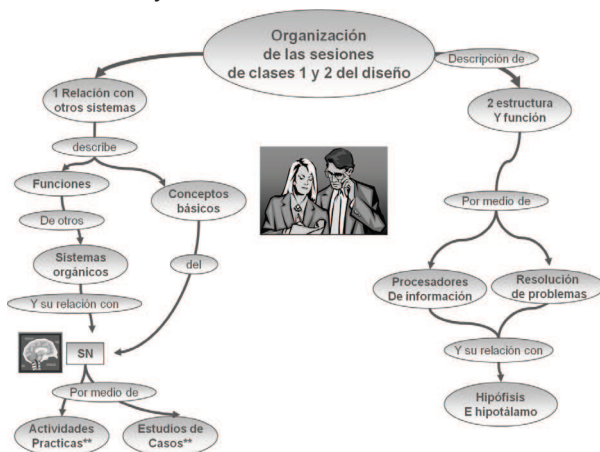 Organización
de las sesiones
de clases 1 y 2 del diseño
1 Relación con
otros sistemas
describe
Funciones
De otros
Sistemas
orgánicos
Y su relación con
Conceptos
básicos
del
SN
Por medio de
Actividades
Practicas**
Estudios de
Casos**
Descripción de
2 estructura
Y función
Por medio de
Procesadores
De información
Resolución
de problemas
Y su relación con
Hipófisis
E hipotálamo